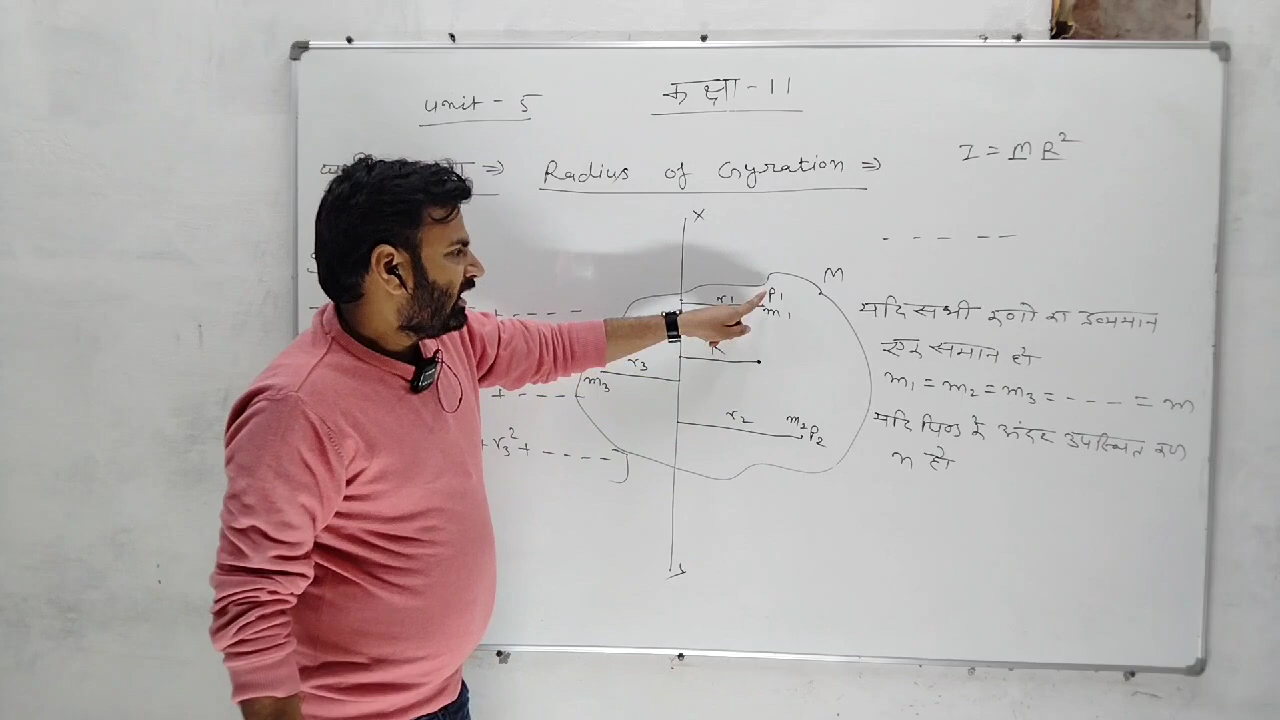 Unit - 5
कक्षा - 11
⇒ Radius of Gyration ⇒
I = M R²
X
M
r₁
P₁
m₁
यदि सभी कणो का द्रव्यमान
एक समान हो
K
r₃
m₃
m₁ = m₂ = m₃ = - - - - = m
+ - - - -
r₂
m₂
P₂
यदि पिण्ड के अंदर उपस्थित कण
+ r₃² + - - - - )
n हो
y